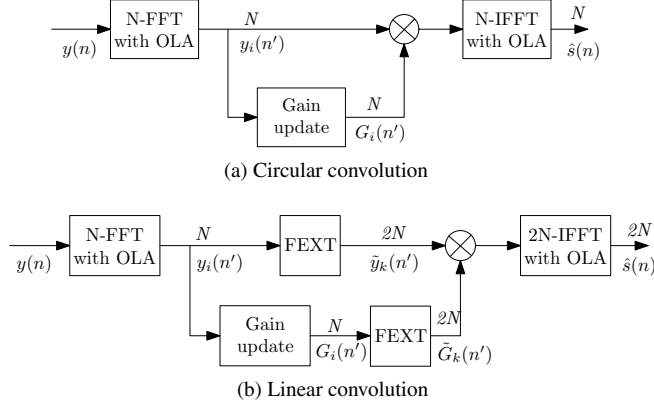 y(n)
N-FFT
with OLA
N
y_i(n')
Gain
update
N
G_i(n')
N-IFFT
with OLA
N
ŝ(n)
(a) Circular convolution
y(n)
N-FFT
with OLA
N
y_i(n')
FEXT
2N
ỹ_k(n')
Gain
update
N
G_i(n')
FEXT
2N
G̃_k(n')
2N-IFFT
with OLA
2N
ŝ(n)
(b) Linear convolution